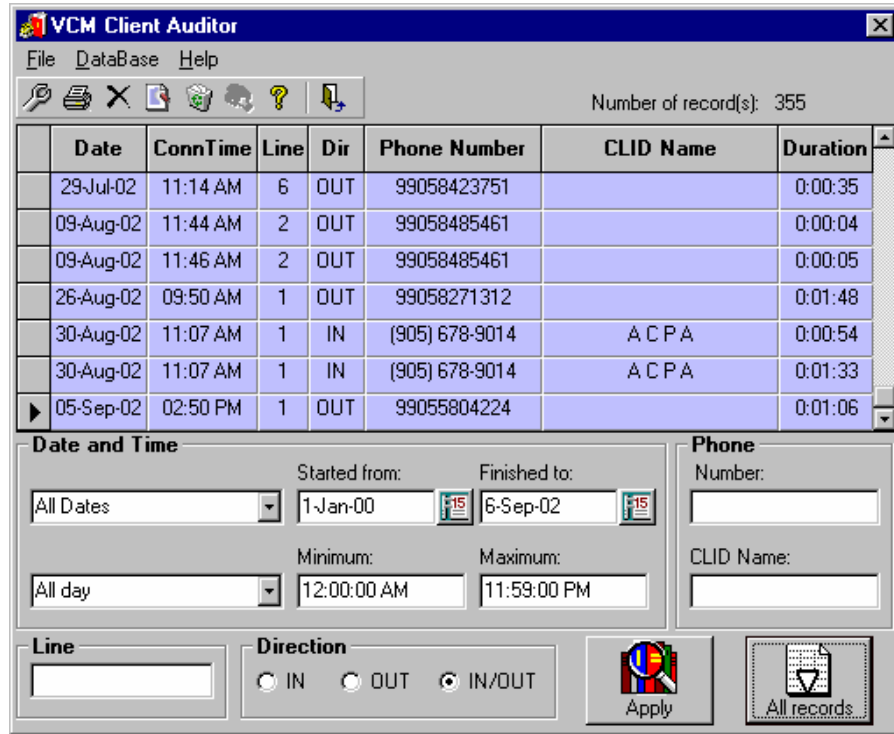 VCM Client Auditor
File DataBase Help
Number of record(s): 355
Date ConnTime Line Dir Phone Number CLID Name Duration
29-Jul-02 11:14 AM 6 OUT 99058423751 0:00:35
09-Aug-02 11:44 AM 2 OUT 99058485461 0:00:04
09-Aug-02 11:46 AM 2 OUT 99058485461 0:00:05
26-Aug-02 09:50 AM 1 OUT 99058271312 0:01:48
30-Aug-02 11:07 AM 1 IN (905) 678-9014 A C P A 0:00:54
30-Aug-02 11:07 AM 1 IN (905) 678-9014 A C P A 0:01:33
05-Sep-02 02:50 PM 1 OUT 99055804224 0:01:06
Date and Time
Started from: Finished to:
All Dates 1-Jan-00 15 6-Sep-02 15
Minimum: Maximum:
All day 12:00:00 AM 11:59:00 PM
Phone
Number:
CLID Name:
Line
Direction
IN OUT IN/OUT
Apply
All records